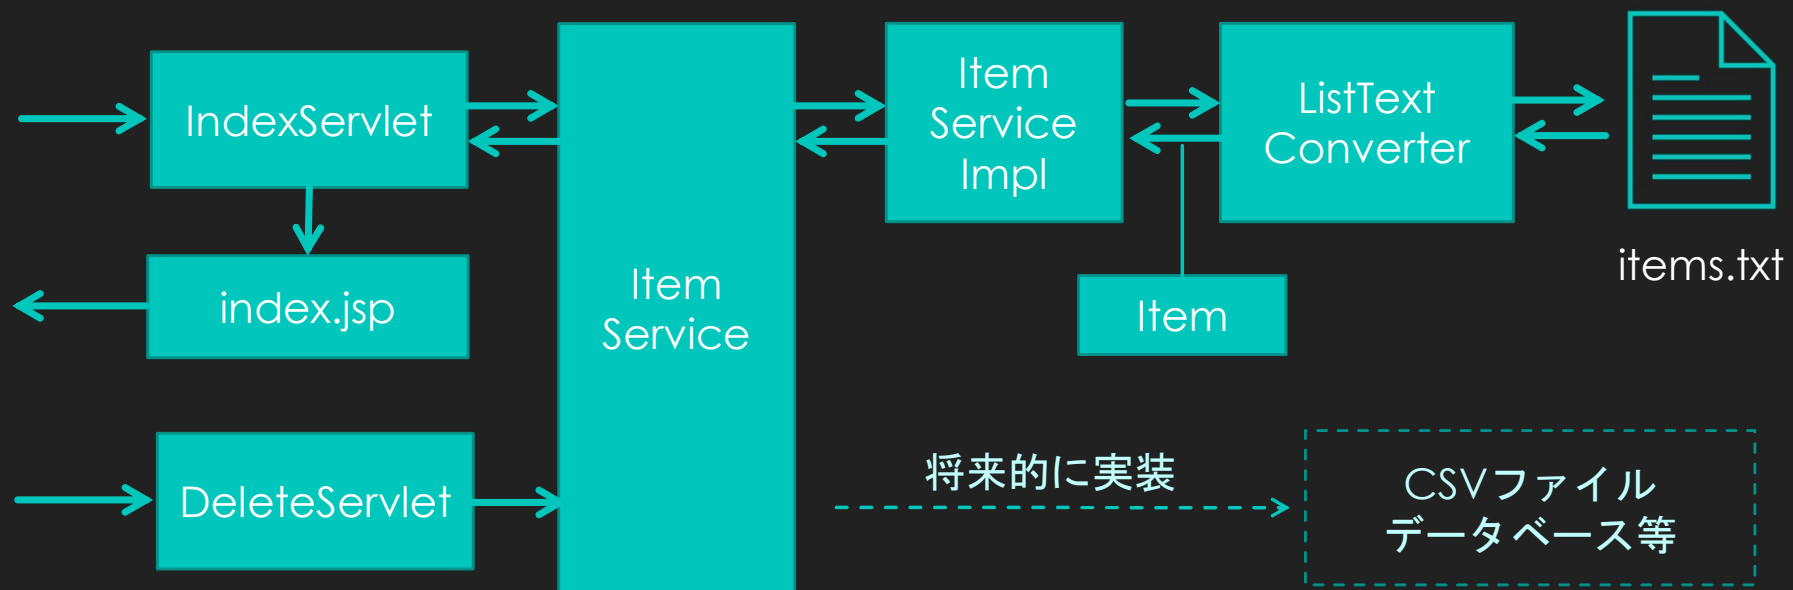 IndexServlet
index.jsp
DeleteServlet
Item
Service
Item
Service
Impl
Item
ListText
Converter
items.txt
将来的に実装
CSVファイル
データベース等